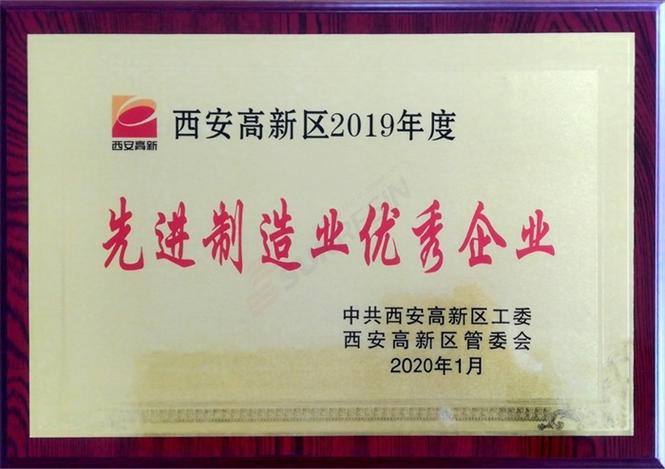 西安高新
西安高新区2019年度
先进制造业优秀企业
中共西安高新区工委
西安高新区管委会
2020年1月